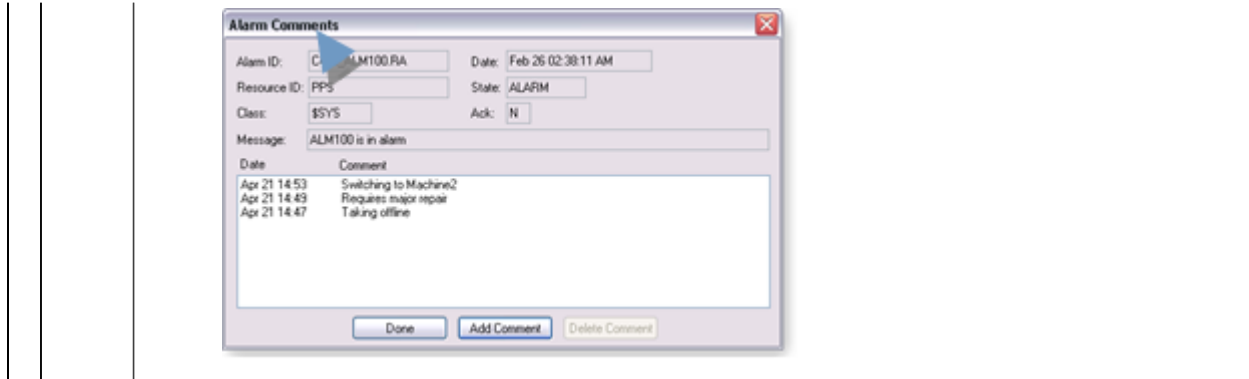 Alarm Comments
Alarm ID: LM100.RA Date: Feb 26 02:38:11 AM
Resource ID: PPS State: ALARM
Class: $SYS Ack: N
Message: ALM100 is in alarm
Date Comment
Apr 21 14:53 Switching to Machine2
Apr 21 14:49 Requires major repair
Apr 21 14:47 Taking offline
Done Add Comment Delete Comment